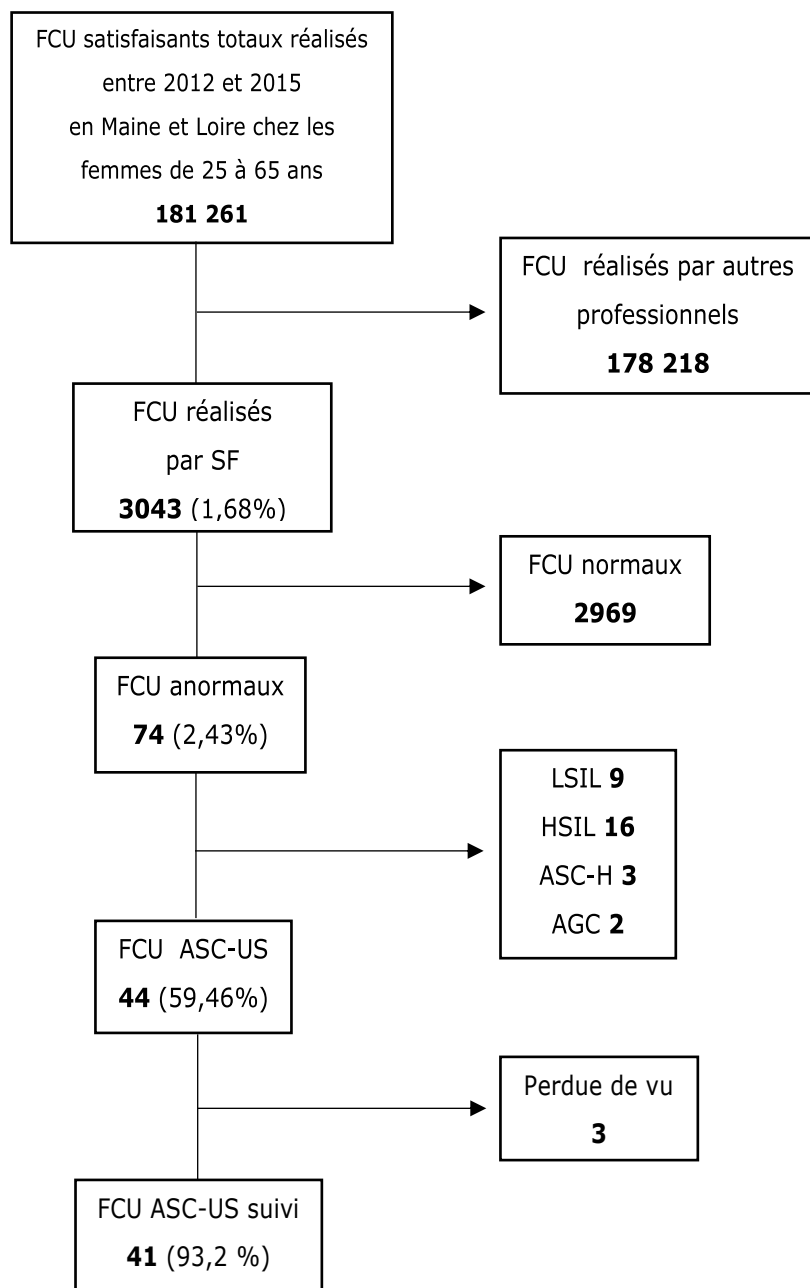 FCU satisfaisants totaux réalisés
entre 2012 et 2015
en Maine et Loire chez les
femmes de 25 à 65 ans
181 261
FCU réalisés par autres
professionnels
178 218
FCU réalisés
par SF
3043 (1,68%)
FCU normaux
2969
FCU anormaux
74 (2,43%)
LSIL 9
HSIL 16
ASC-H 3
AGC 2
FCU ASC-US
44 (59,46%)
Perdue de vu
3
FCU ASC-US suivi
41 (93,2 %)